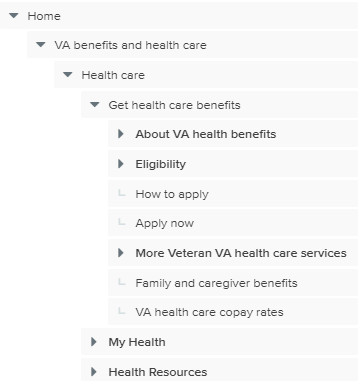 Home
VA benefits and health care
Health care
Get health care benefits
About VA health benefits
Eligibility
How to apply
Apply now
More Veteran VA health care services
Family and caregiver benefits
VA health care copay rates
My Health
Health Resources